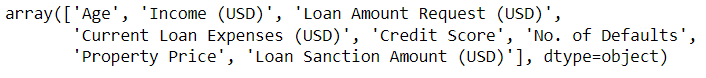 array(['Age', 'Income (USD)', 'Loan Amount Request (USD)',
'Current Loan Expenses (USD)', 'Credit Score', 'No. of Defaults',
'Property Price', 'Loan Sanction Amount (USD)'], dtype=object)